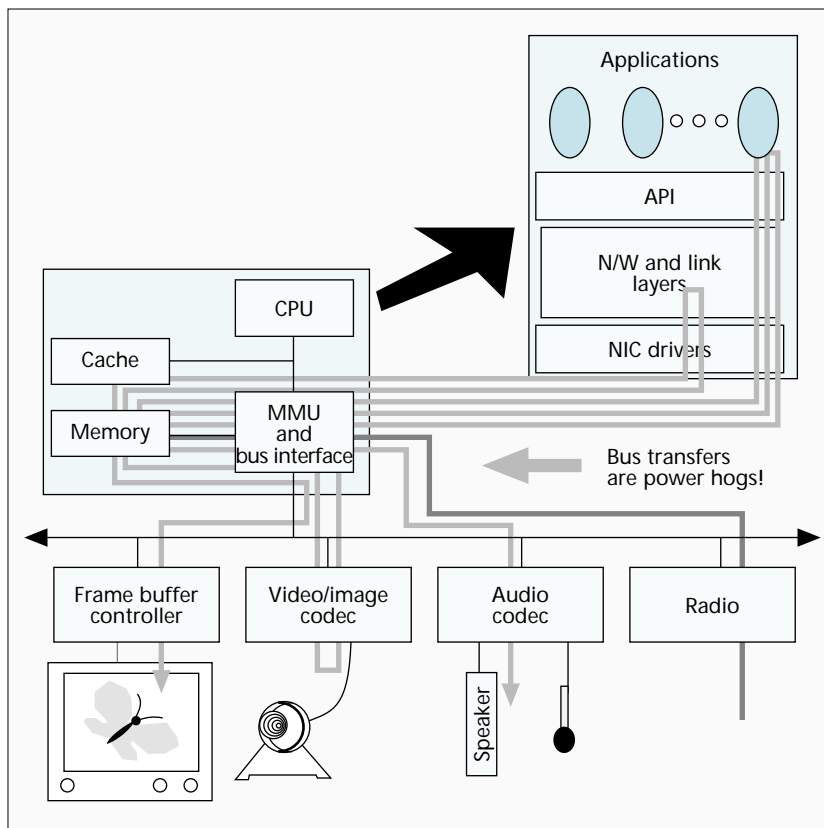 Applications
API
N/W and link
layers
NIC drivers
CPU
Cache
Memory
MMU
and
bus interface
Bus transfers
are power hogs!
Frame buffer
controller
Video/image
codec
Audio
codec
Radio
Speaker